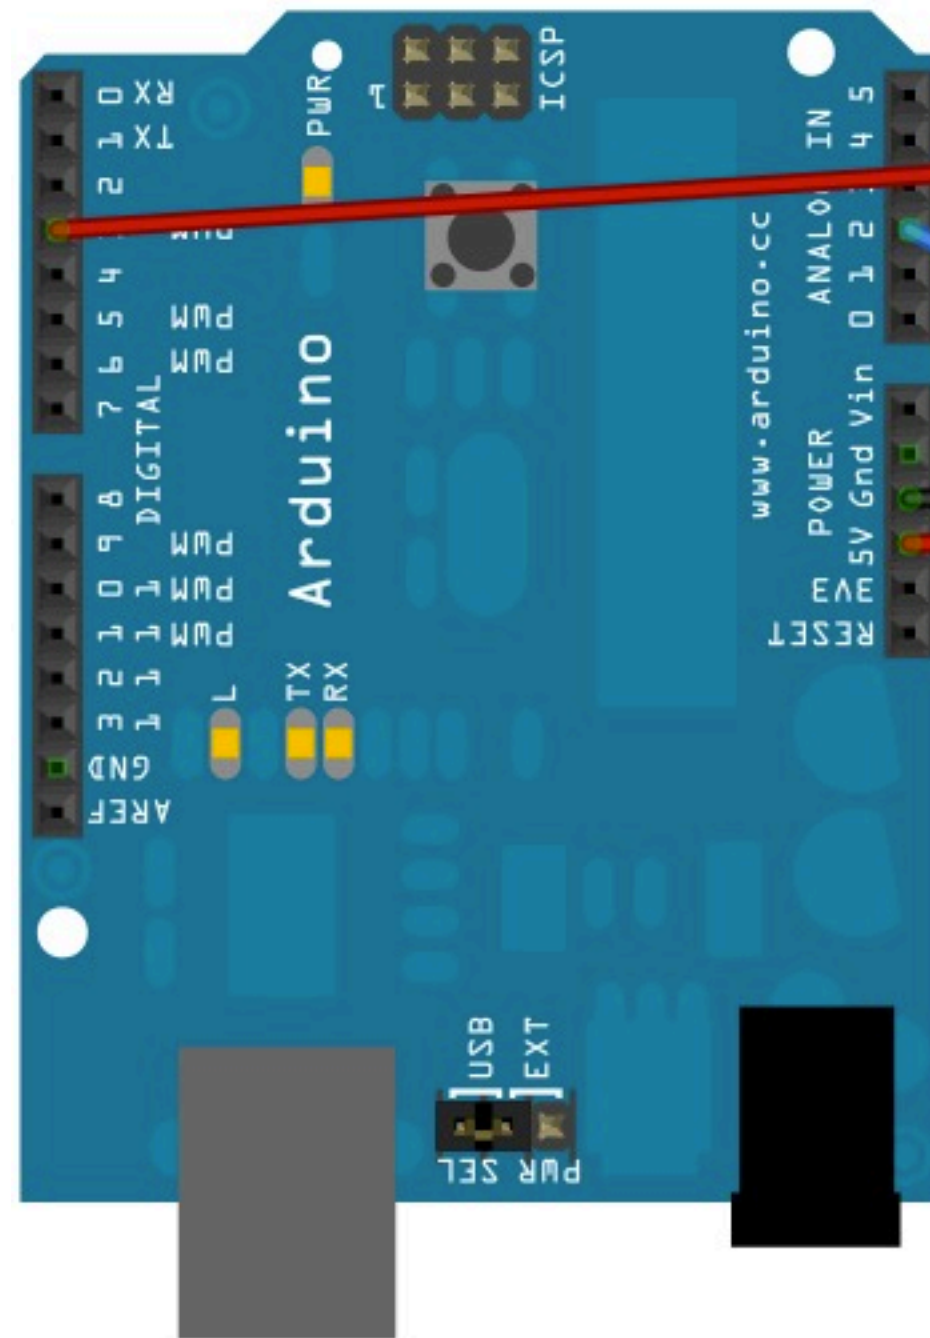 RX 0
TX 1
2
PWM
4
PWM 5
PWM 6
7
DIGITAL
8
PWM 9
PWM 10
PWM 11
12
13
GND
AREF
PWR
1
ICSP
Arduino
L
TX
RX
www.arduino.cc
ANALOG IN
5
4
2
1
0
POWER
Vin
Gnd
5V
3V3
RESET
USB
EXT
PWR SEL